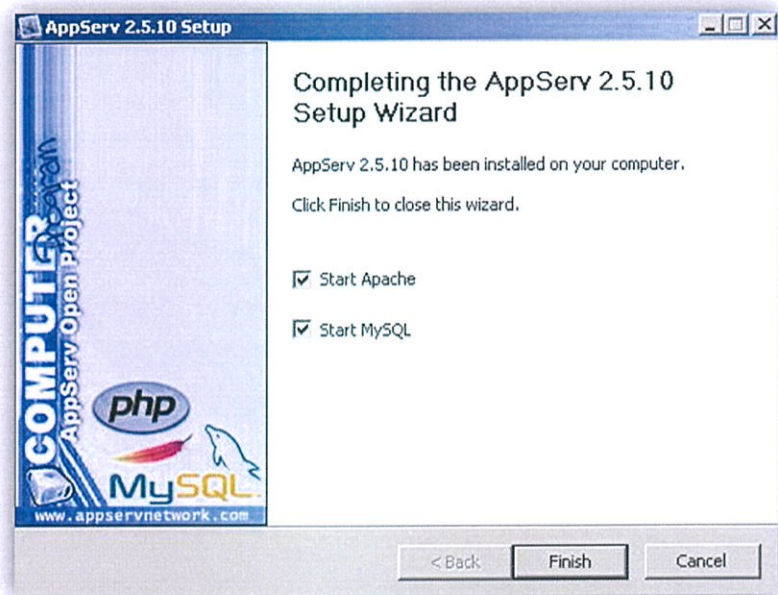 AppServ 2.5.10 Setup
Completing the AppServ 2.5.10
Setup Wizard
AppServ 2.5.10 has been installed on your computer.
Click Finish to close this wizard.
Start Apache
Start MySQL
COMPUTER
Program
AppServ Open Project
php
MySQL
www.appservnetwork.com
< Back
Finish
Cancel